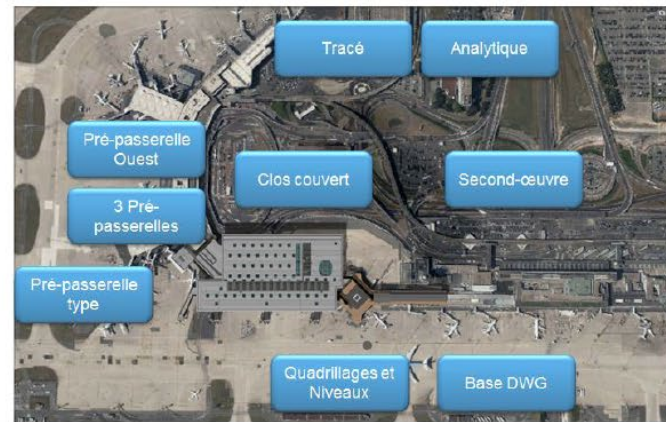 Tracé
Analytique
Pré-passerelle
Ouest
Clos couvert
Second-œuvre
3 Pré-
passerelles
Pré-passerelle
type
Quadrillages et
Niveaux
Base DWG